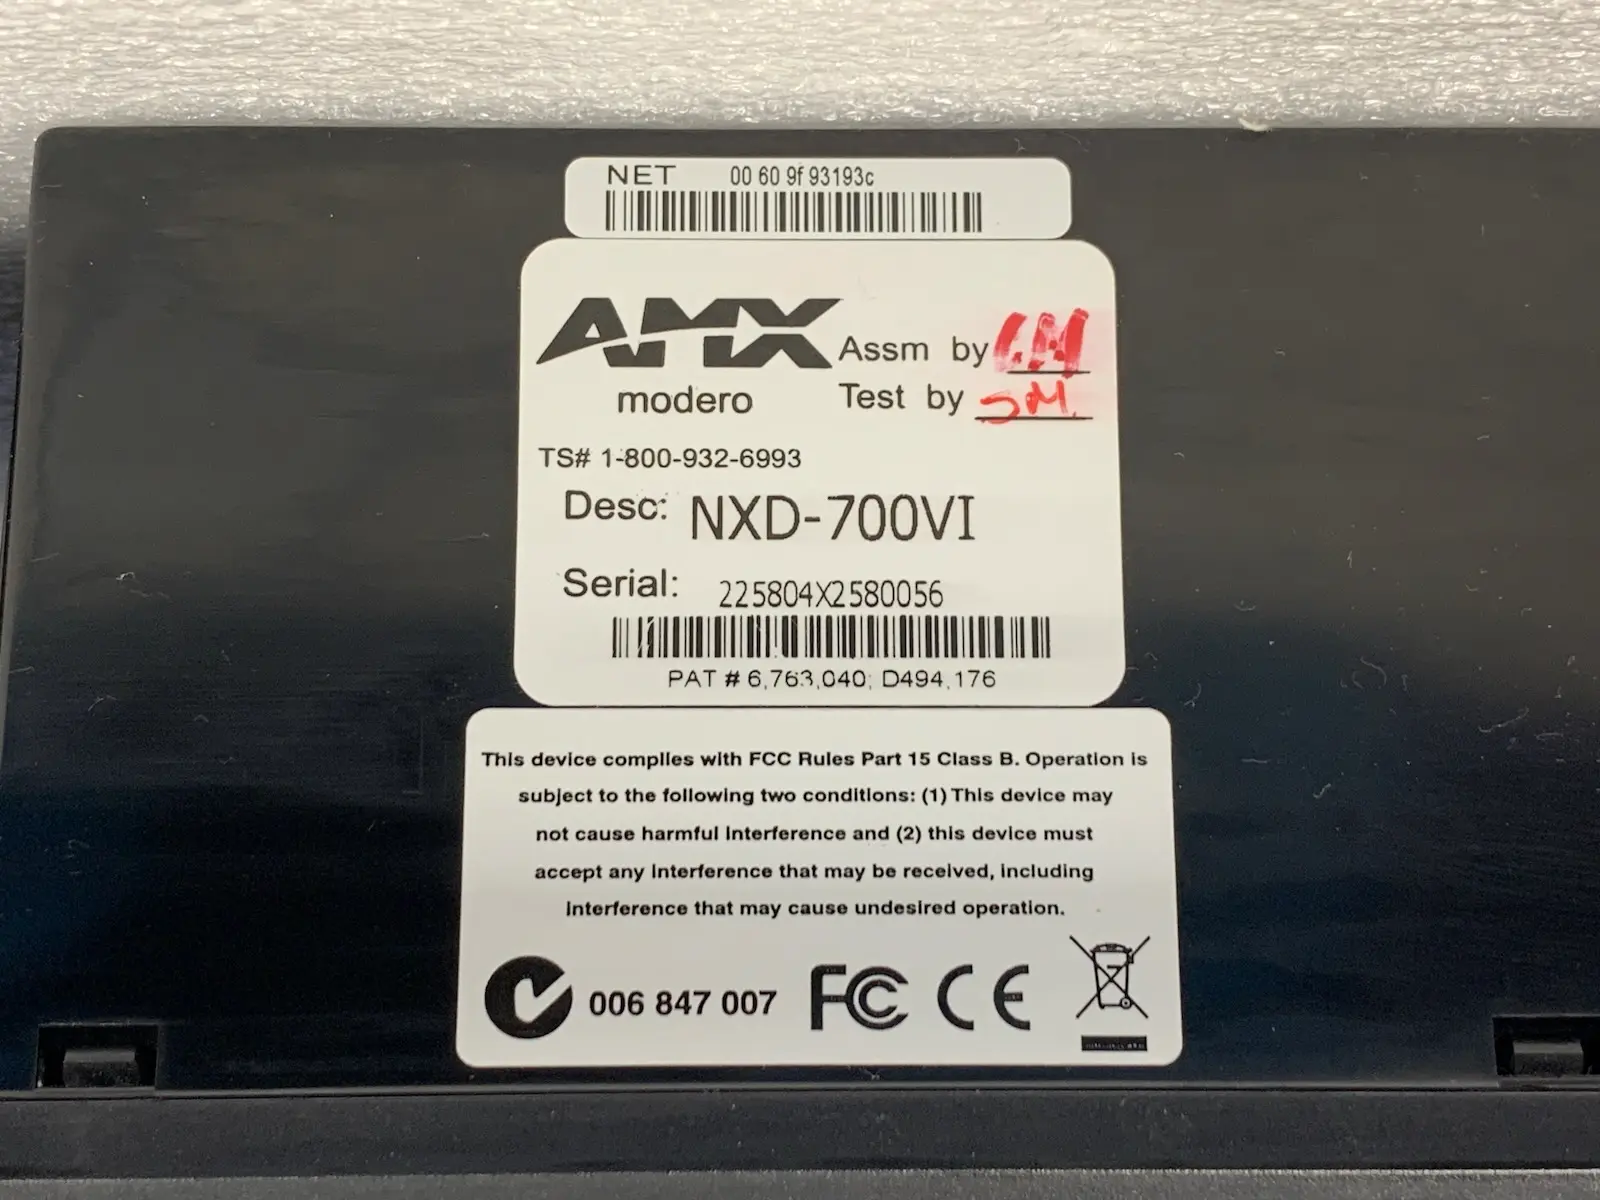 NET 00 60 9f 93193c
AMX
modero
Assm by
Test by SM.
TS# 1-800-932-6993
Desc: NXD-700VI
Serial: 225804X2580056
PAT # 6,763,040; D494,176
This device complies with FCC Rules Part 15 Class B. Operation is
subject to the following two conditions: (1) This device may
not cause harmful interference and (2) this device must
accept any interference that may be received, including
interference that may cause undesired operation.
006 847 007 FCC CE